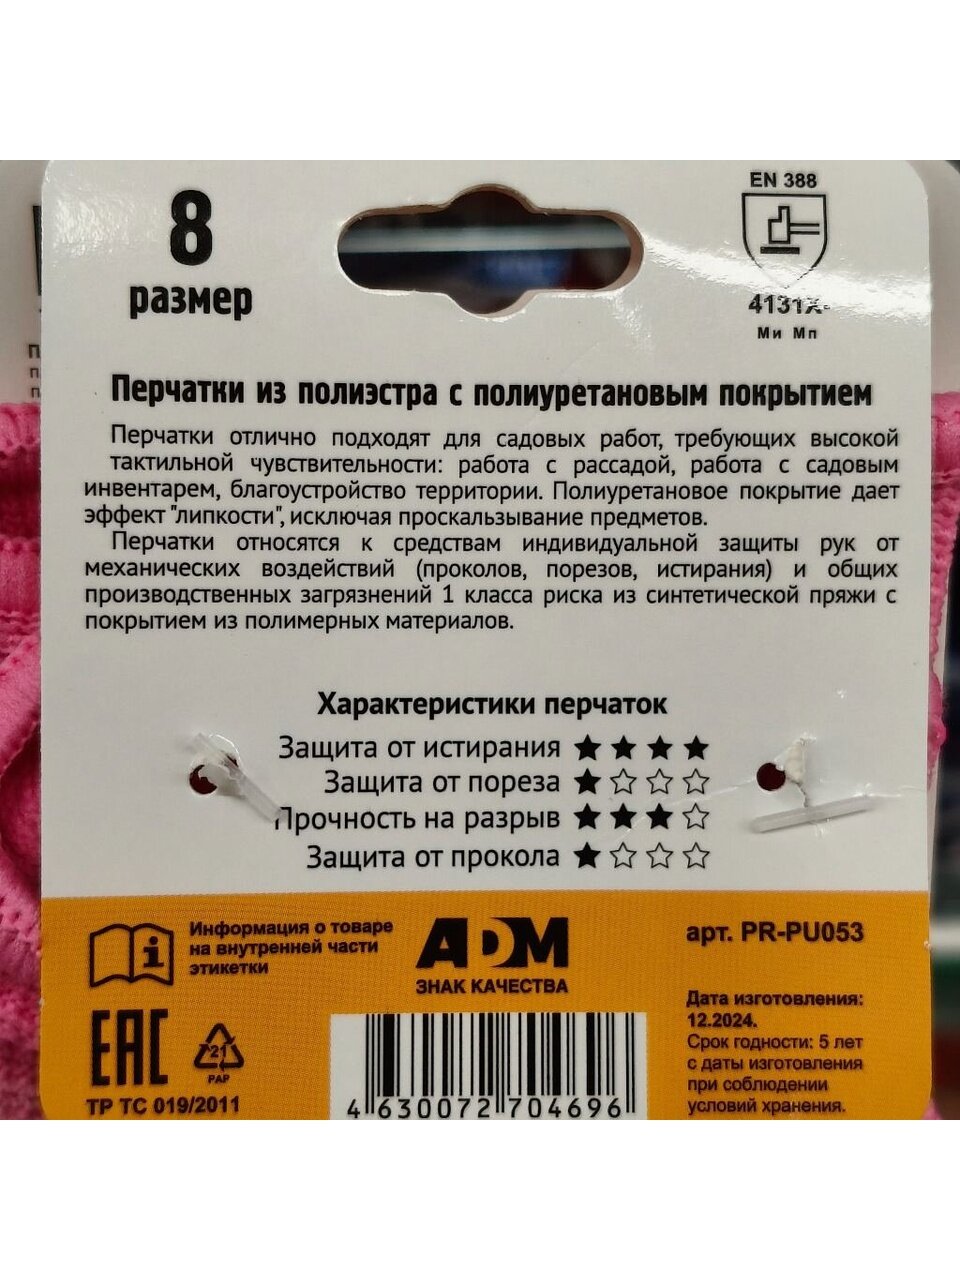 8
размер
EN 388
4131X
Ми Мп
Перчатки из полиэстра с полиуретановым покрытием
Перчатки отлично подходят для садовых работ, требующих высокой
тактильной чувствительности: работа с рассадой, работа с садовым
инвентарем, благоустройство территории. Полиуретановое покрытие дает
эффект "липкости", исключая проскальзывание предметов.
Перчатки относятся к средствам индивидуальной защиты рук от
механических воздействий (проколов, порезов, истирания) и общих
производственных загрязнений 1 класса риска из синтетической пряжи с
покрытием из полимерных материалов.
Характеристики перчаток
Защита от истирания ★★★★
Защита от пореза ★☆☆☆
Прочность на разрыв ★★★☆
Защита от прокола ★☆☆☆
Информация о товаре
на внутренней части
этикетки
ADM
ЗНАК КАЧЕСТВА
арт. PR-PU053
Дата изготовления:
12.2024.
Срок годности: 5 лет
с даты изготовления
при соблюдении
условий хранения.
EAC
21
PAP
ТР ТС 019/2011
4 630072 704696